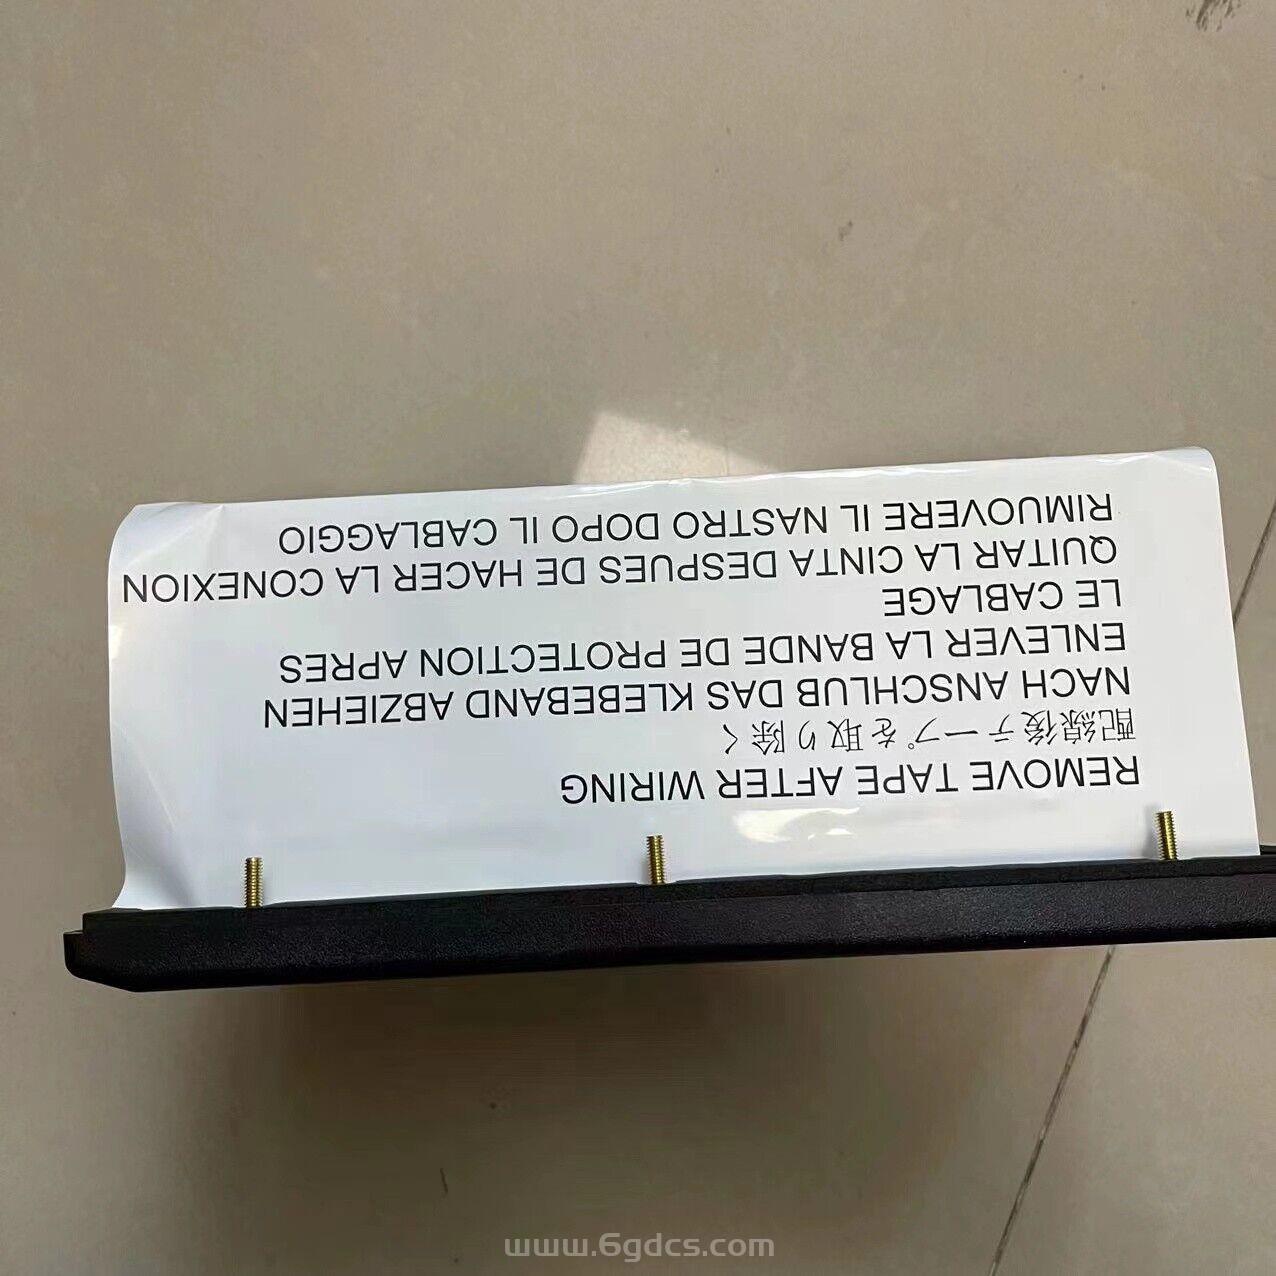 REMOVE TAPE AFTER WIRING
配線後テープを取り除く
NACH ANSCHLUB DAS KLEBEBAND ABZIEHEN
ENLEVER LA BANDE DE PROTECTION APRES
LE CABLAGE
QUITAR LA CINTA DESPUES DE HACER LA CONEXION
RIMUOVERE IL NASTRO DOPO IL CABLAGGIO
www.6gdcs.com